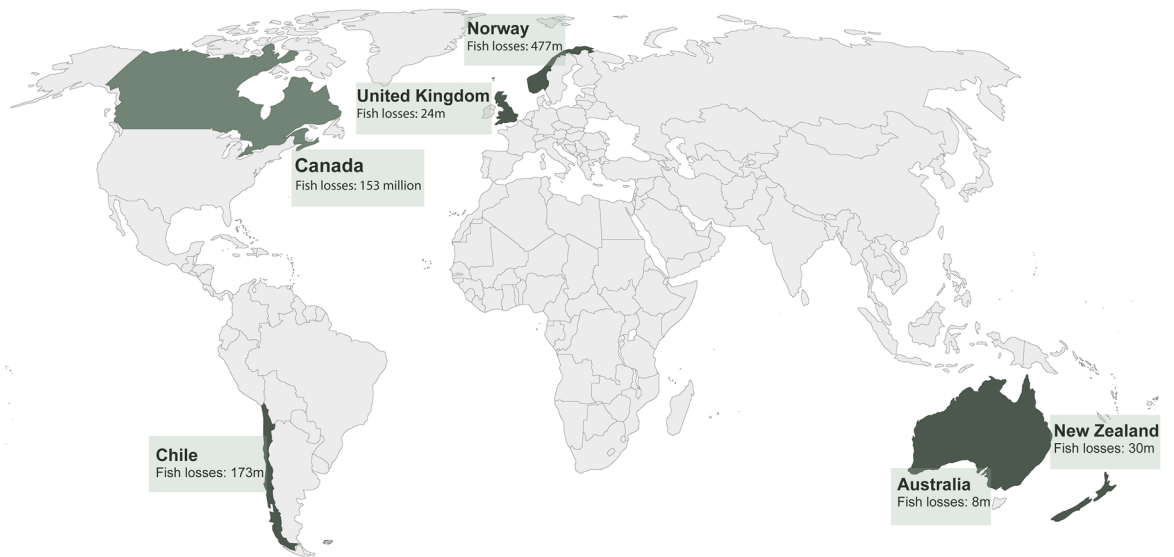 Norway
Fish losses: 477m
United Kingdom
Fish losses: 24m
Canada
Fish losses: 153 million
Chile
Fish losses: 173m
New Zealand
Fish losses: 30m
Australia
Fish losses: 8m